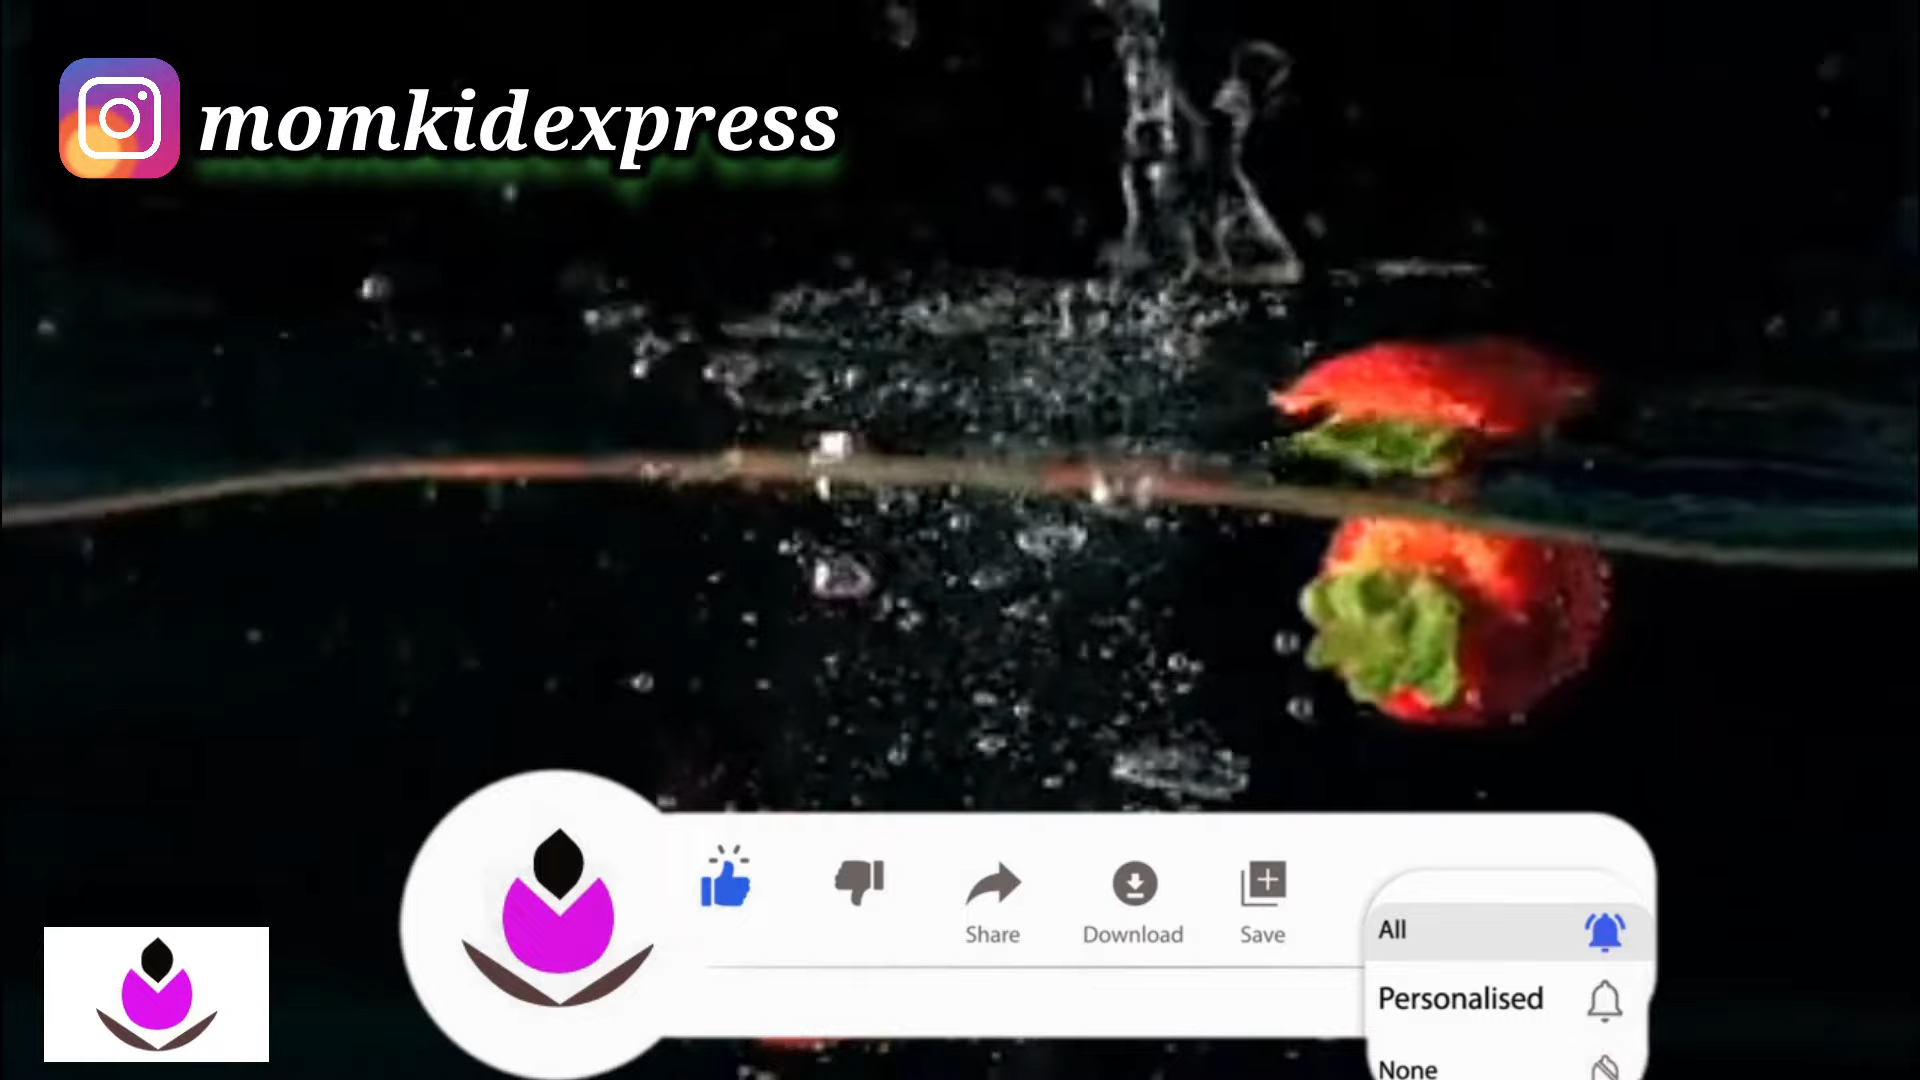 momkidexpress
Share
Download
Save
All
Personalised
None